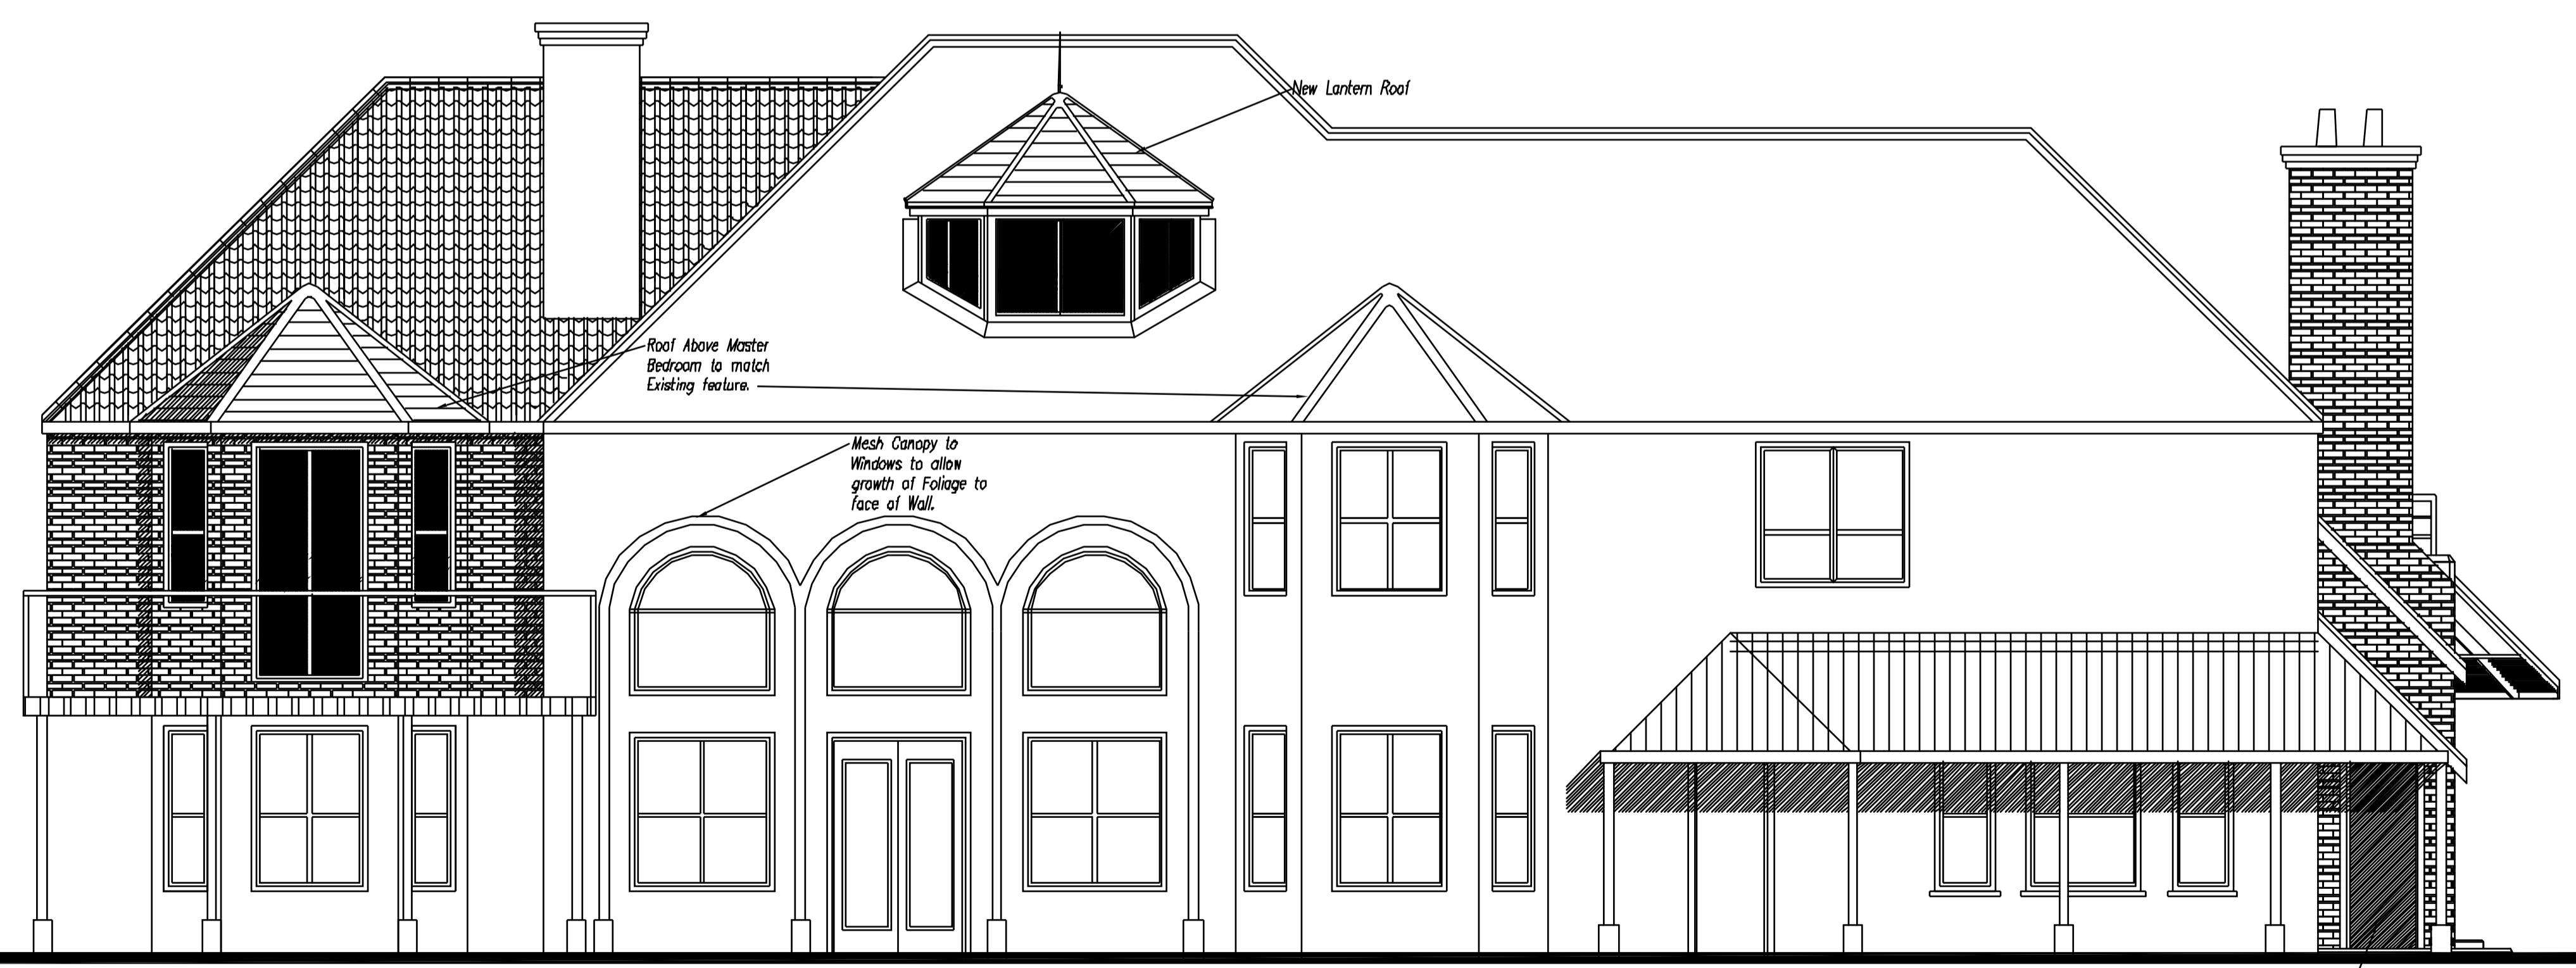 New Lantern Roof
Roof Above Master
Bedroom to match
Existing feature.
Mesh Canopy to
Windows to allow
growth of Foliage to
face of Wall.